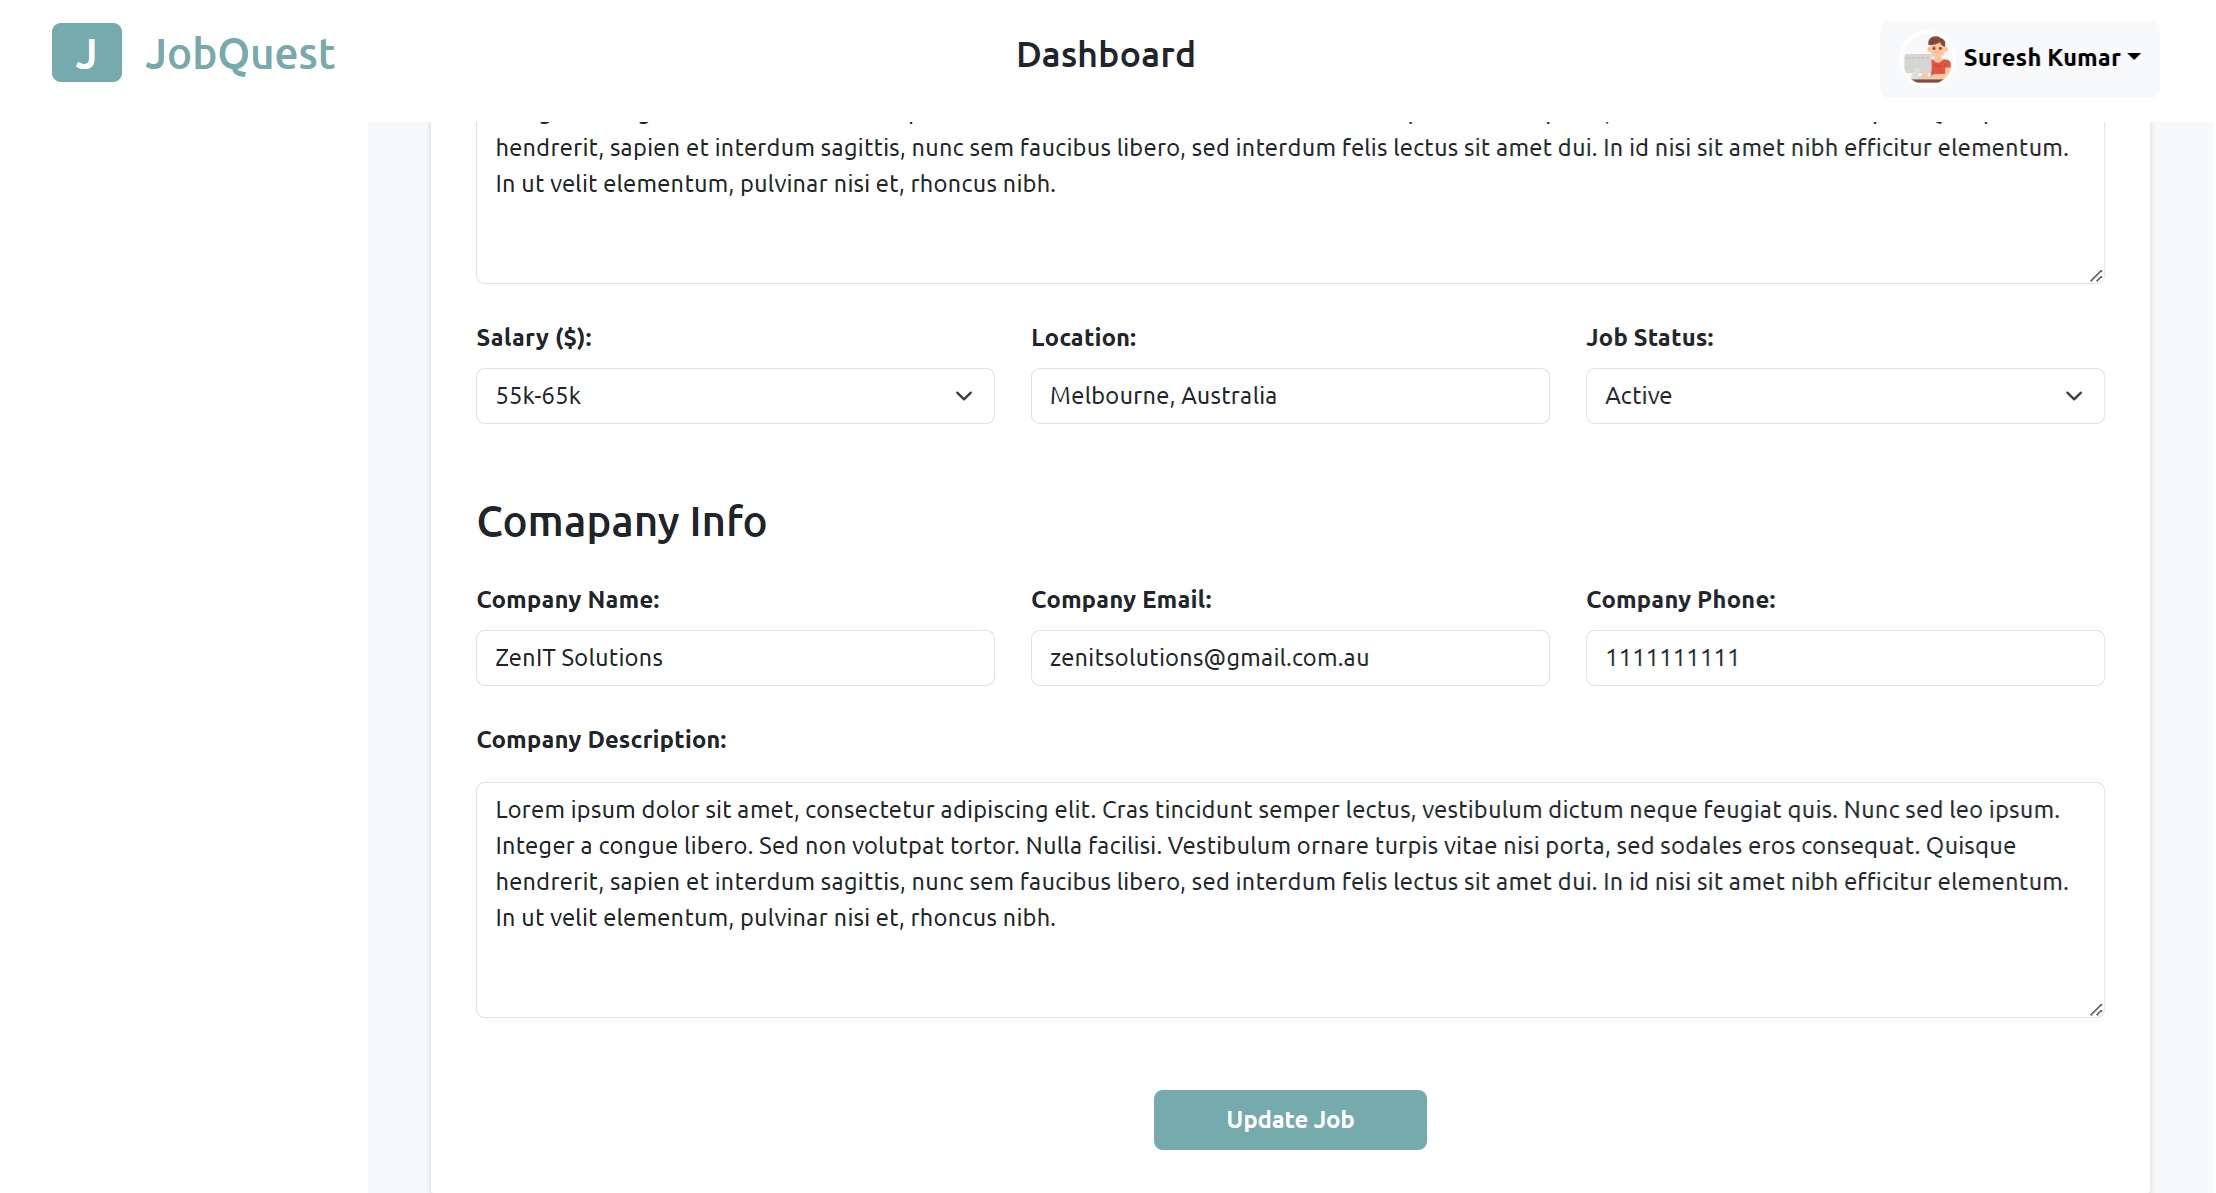 J JobQuest
Dashboard
Suresh Kumar
hendrerit, sapien et interdum sagittis, nunc sem faucibus libero, sed interdum felis lectus sit amet dui. In id nisi sit amet nibh efficitur elementum.
In ut velit elementum, pulvinar nisi et, rhoncus nibh.
Salary ($):
Location:
Job Status:
55k-65k
Melbourne, Australia
Active
Comapany Info
Company Name:
Company Email:
Company Phone:
ZenIT Solutions
zenitsolutions@gmail.com.au
1111111111
Company Description:
Lorem ipsum dolor sit amet, consectetur adipiscing elit. Cras tincidunt semper lectus, vestibulum dictum neque feugiat quis. Nunc sed leo ipsum.
Integer a congue libero. Sed non volutpat tortor. Nulla facilisi. Vestibulum ornare turpis vitae nisi porta, sed sodales eros consequat. Quisque
hendrerit, sapien et interdum sagittis, nunc sem faucibus libero, sed interdum felis lectus sit amet dui. In id nisi sit amet nibh efficitur elementum.
In ut velit elementum, pulvinar nisi et, rhoncus nibh.
Update Job